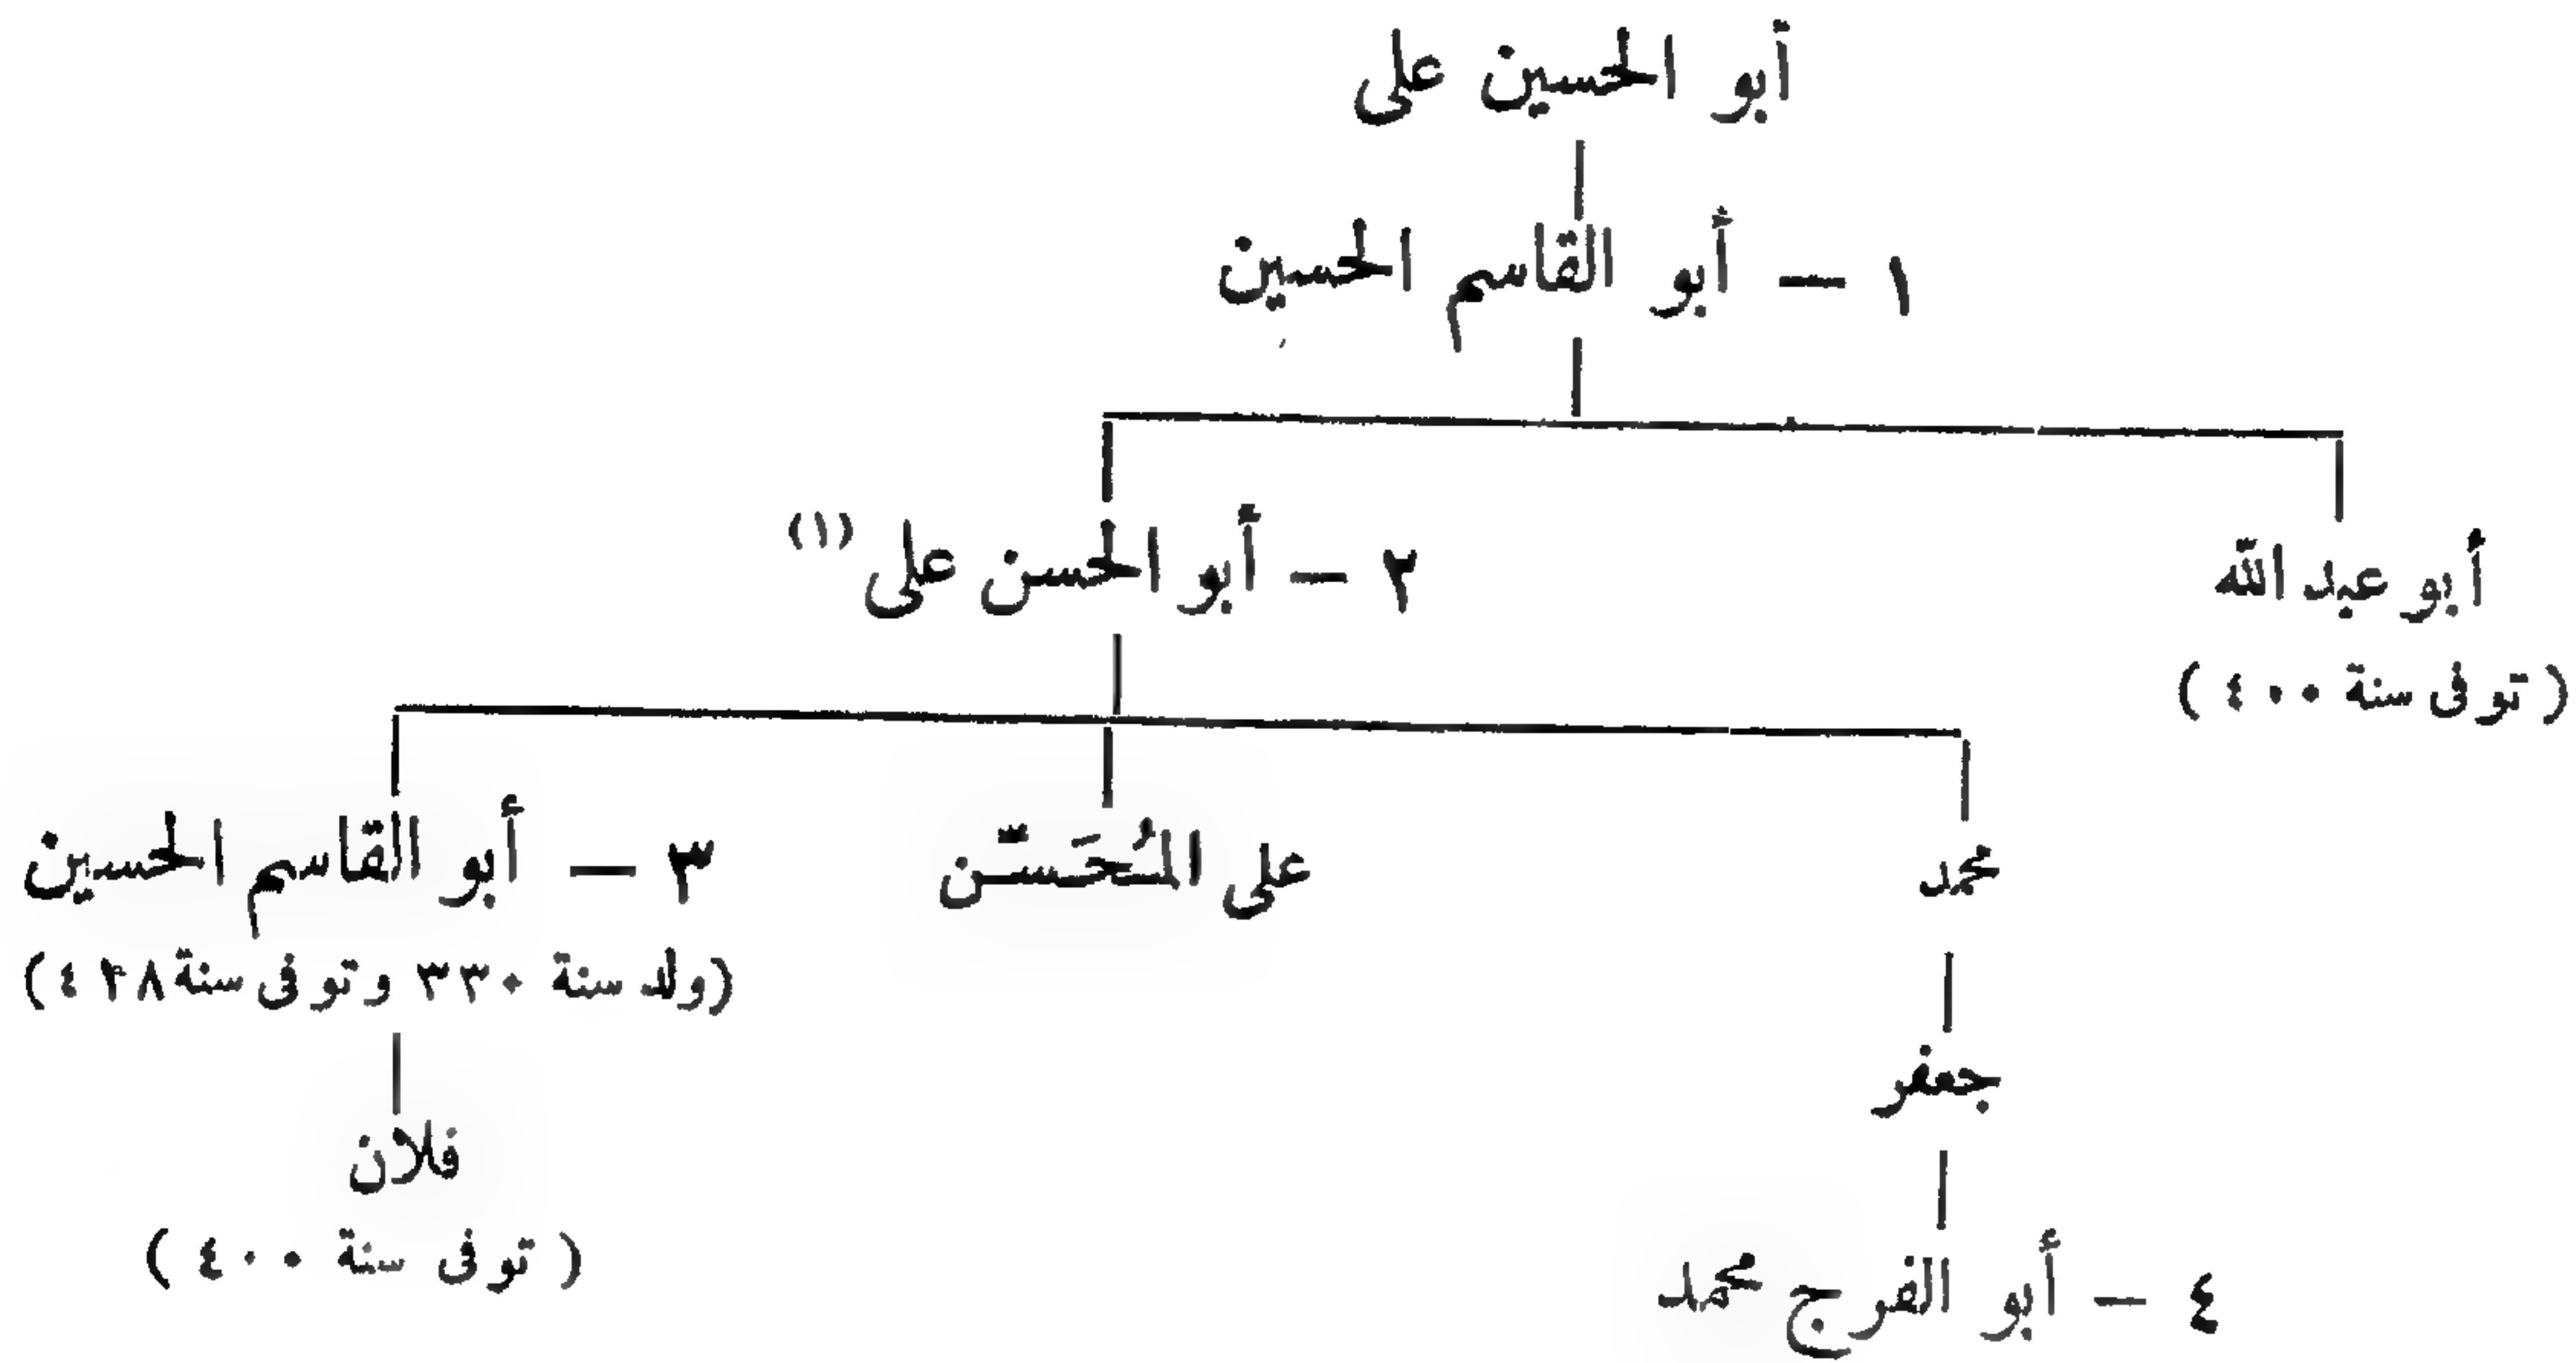 أبو الحسين على
١ — أبو القاسم الحسين
أبو عبد الله
(توفى سنة ٤٠٠)
٢ — أبو الحسن على (١)
محمد
على المُحَسّن
٣ — أبو القاسم الحسين
(ولد سنة ٣٣٠ وتوفى سنة ٤٢٨)
جعفر
فلان
(توفى سنة ٤٠٠)
٤ — أبو الفرج محمد